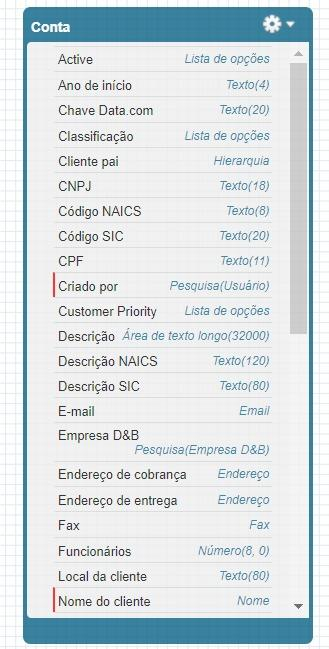 Conta
Active Lista de opções
Ano de início Texto(4)
Chave Data.com Texto(20)
Classificação Lista de opções
Cliente pai Hierarquia
CNPJ Texto(18)
Código NAICS Texto(8)
Código SIC Texto(20)
CPF Texto(11)
Criado por Pesquisa(Usuário)
Customer Priority Lista de opções
Descrição Área de texto longo(32000)
Descrição NAICS Texto(120)
Descrição SIC Texto(80)
E-mail Email
Empresa D&B
Pesquisa(Empresa D&B)
Endereço de cobrança Endereço
Endereço de entrega Endereço
Fax Fax
Funcionários Número(8, 0)
Local da cliente Texto(80)
Nome do cliente Nome